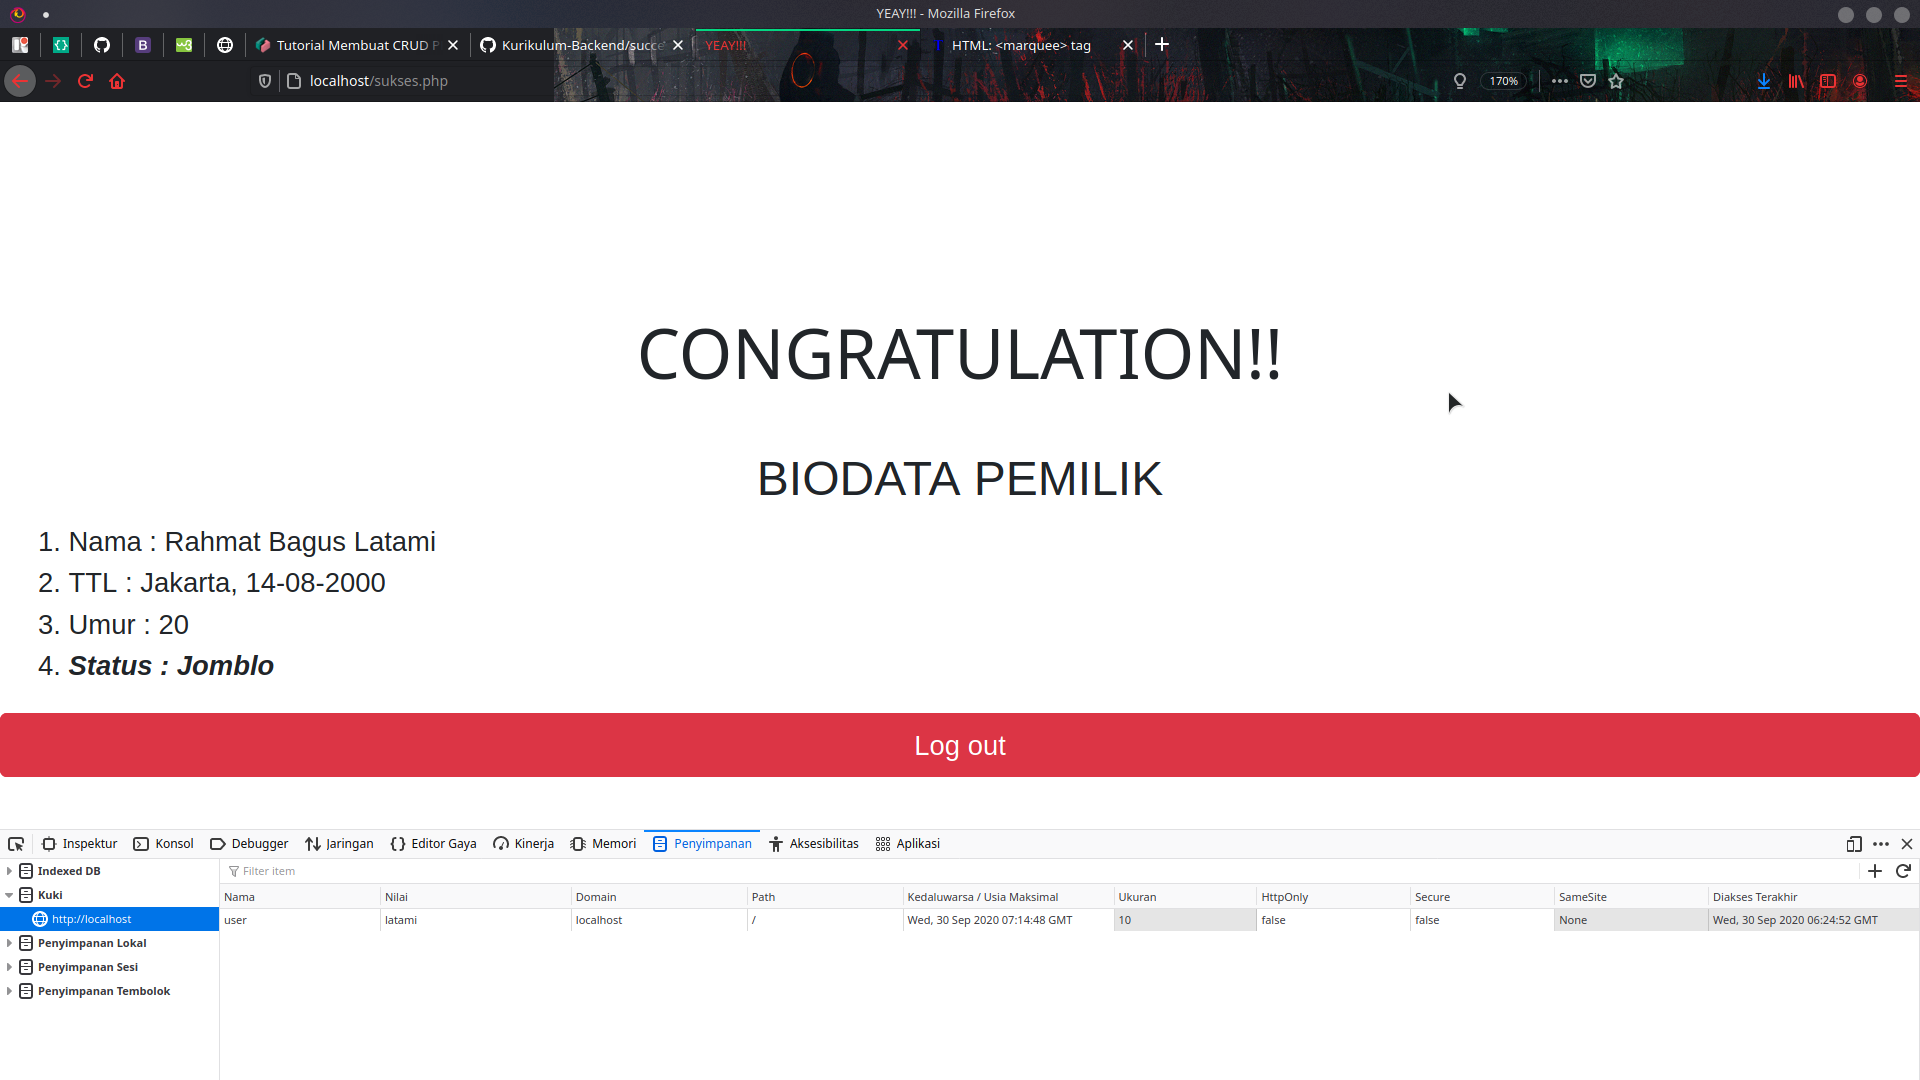 YEAY!!! - Mozilla Firefox
Tutorial Membuat CRUD P
Kurikulum-Backend/succe
YEAY!!!
HTML: <marquee> tag
localhost/sukses.php
170%
CONGRATULATION!!
BIODATA PEMILIK
1. Nama : Rahmat Bagus Latami
2. TTL : Jakarta, 14-08-2000
3. Umur : 20
4. Status : Jomblo
Log out
Inspektur Konsol Debugger Jaringan Editor Gaya Kinerja Memori Penyimpanan Aksesibilitas Aplikasi
Indexed DB
Kuki
http://localhost
Penyimpanan Lokal
Penyimpanan Sesi
Penyimpanan Tembolok
Filter item
Nama Nilai Domain Path Kedaluwarsa / Usia Maksimal Ukuran HttpOnly Secure SameSite Diakses Terakhir
user latami localhost / Wed, 30 Sep 2020 07:14:48 GMT 10 false false None Wed, 30 Sep 2020 06:24:52 GMT